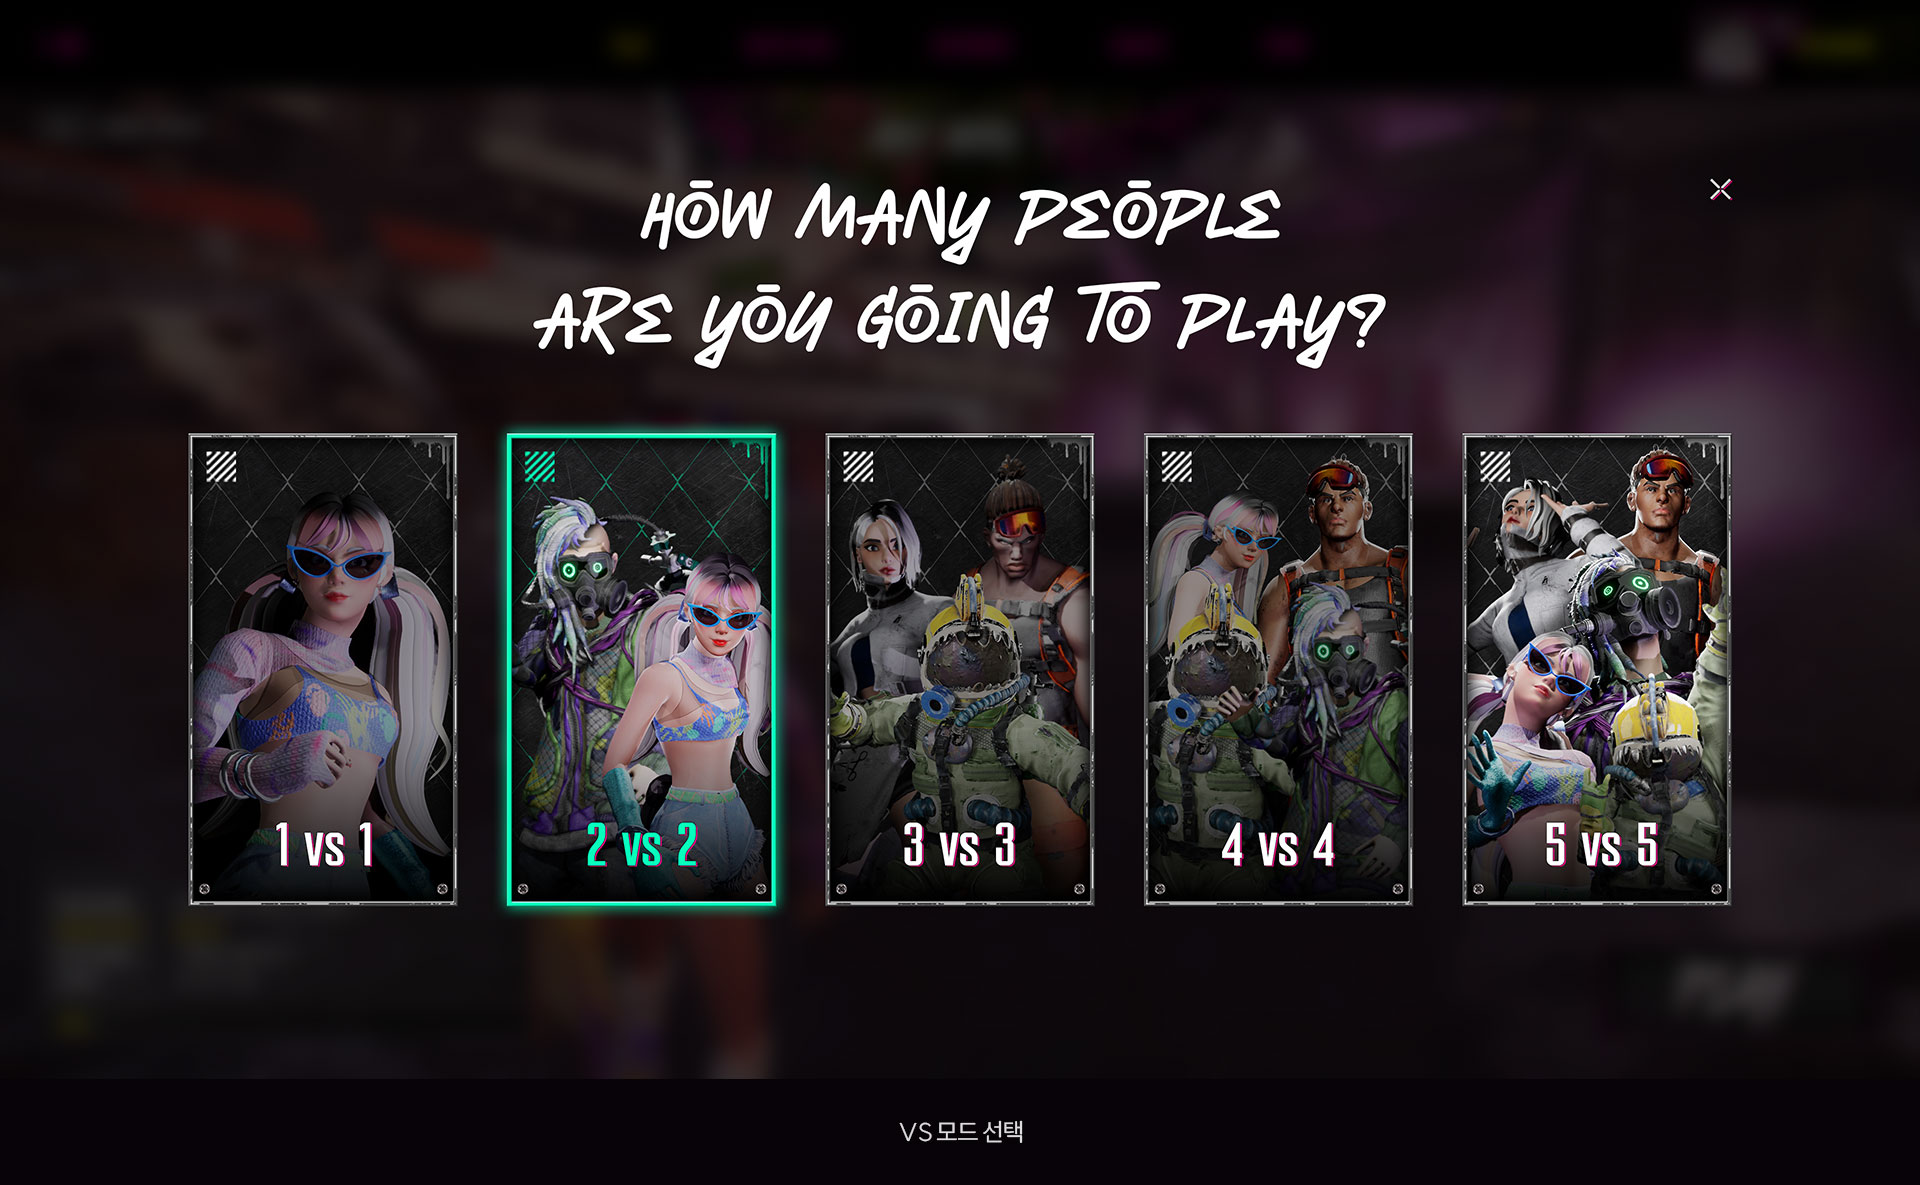 HOW MANY PEOPLE
ARE YOU GOING TO PLAY?
1 vs 1
2 vs 2
3 vs 3
4 vs 4
5 vs 5
VS 모드 선택